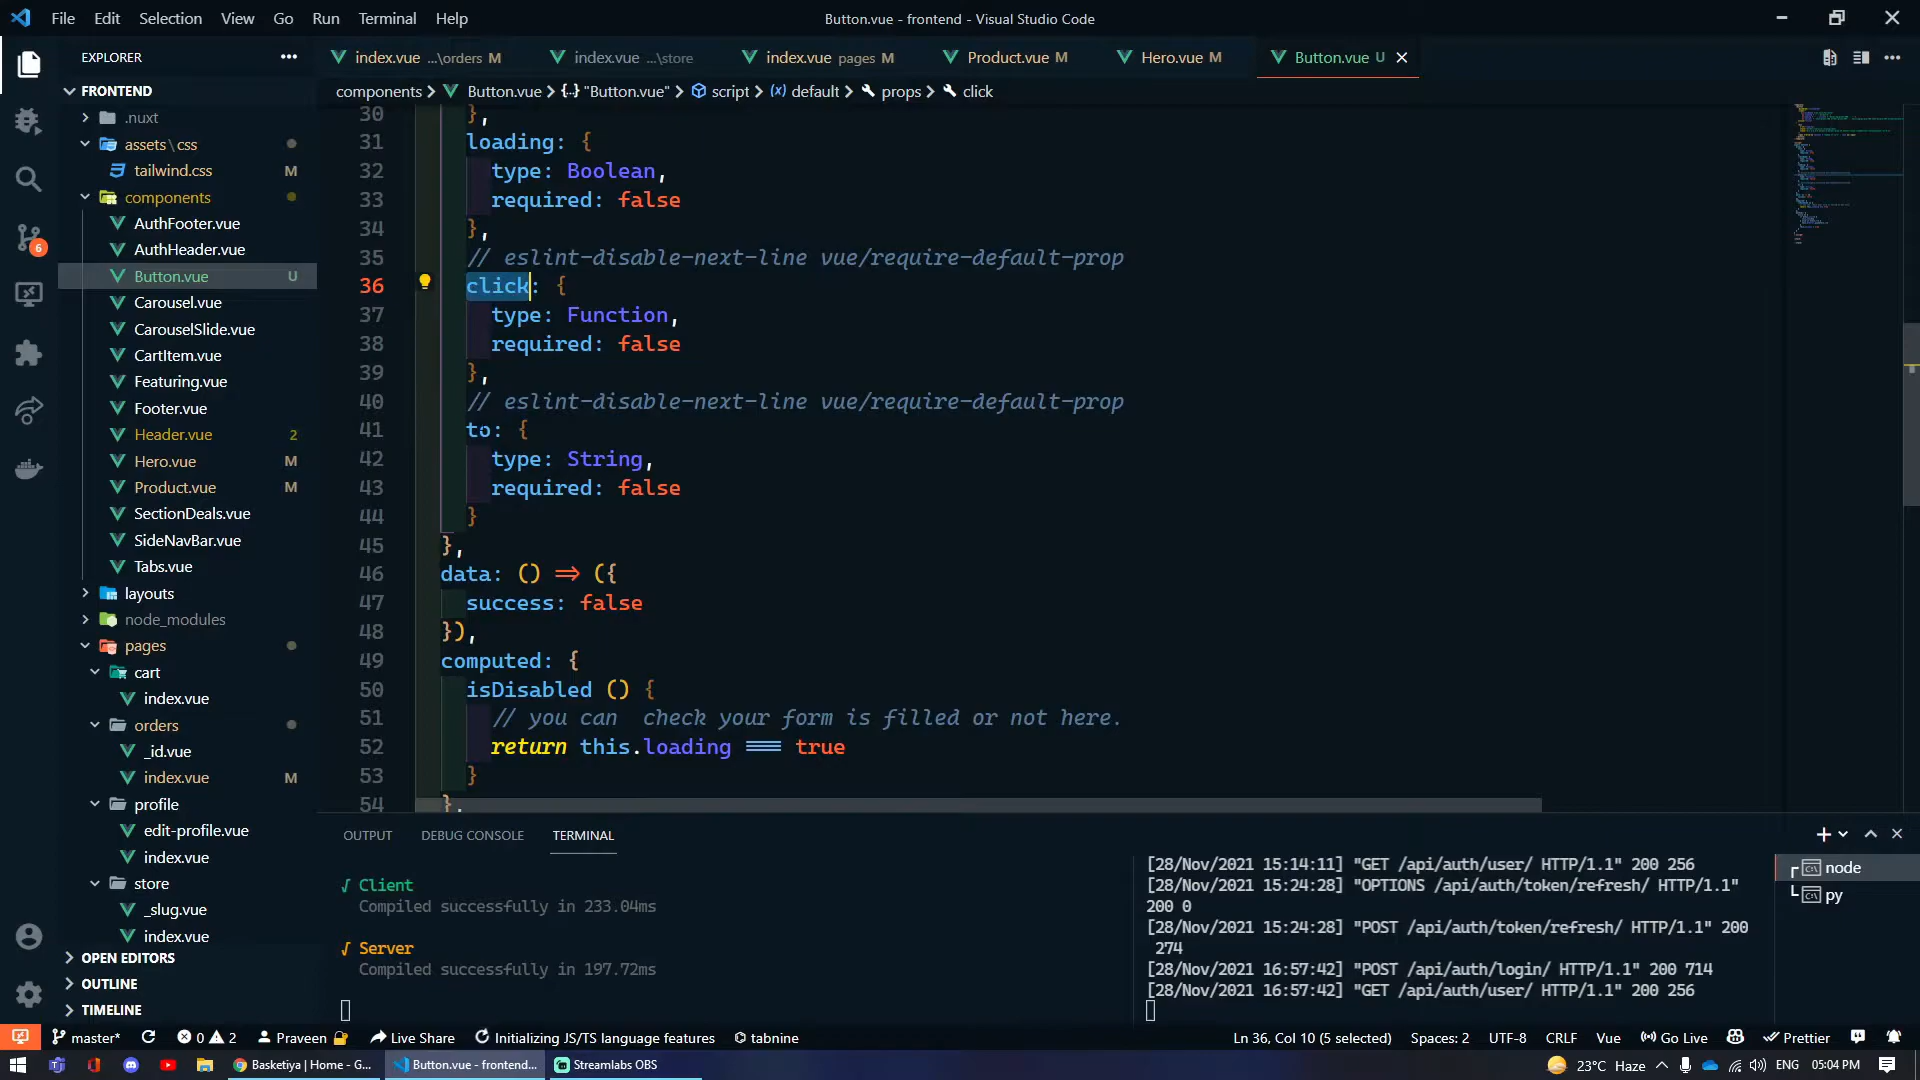 File Edit Selection View Go Run Terminal Help
Button.vue - frontend - Visual Studio Code
EXPLORER
index.vue ...\orders M
index.vue ...\store
index.vue pages M
Product.vue M
Hero.vue M
Button.vue U
FRONTEND
.nuxt
assets\css
tailwind.css M
components
AuthFooter.vue
AuthHeader.vue
Button.vue U
Carousel.vue
CarouselSlide.vue
CartItem.vue
Featuring.vue
Footer.vue
Header.vue 2
Hero.vue M
Product.vue M
SectionDeals.vue
SideNavBar.vue
Tabs.vue
layouts
node_modules
pages
cart
index.vue
orders
_id.vue
index.vue M
profile
edit-profile.vue
index.vue
store
_slug.vue
index.vue
OPEN EDITORS
OUTLINE
TIMELINE
6
components > Button.vue > {} "Button.vue" > script > default > props > click
30 },
31 loading: {
32 type: Boolean,
33 required: false
34 },
35 // eslint-disable-next-line vue/require-default-prop
36 click: {
37 type: Function,
38 required: false
39 },
40 // eslint-disable-next-line vue/require-default-prop
41 to: {
42 type: String,
43 required: false
44 }
45 },
46 data: () => ({
47 success: false
48 }),
49 computed: {
50 isDisabled () {
51 // you can  check your form is filled or not here.
52 return this.loading === true
53 }
54 },
OUTPUT DEBUG CONSOLE TERMINAL
√ Client
Compiled successfully in 233.04ms
√ Server
Compiled successfully in 197.72ms
[28/Nov/2021 15:14:11] "GET /api/auth/user/ HTTP/1.1" 200 256
[28/Nov/2021 15:24:28] "OPTIONS /api/auth/token/refresh/ HTTP/1.1"
200 0
[28/Nov/2021 15:24:28] "POST /api/auth/token/refresh/ HTTP/1.1" 200
274
[28/Nov/2021 16:57:42] "POST /api/auth/login/ HTTP/1.1" 200 714
[28/Nov/2021 16:57:42] "GET /api/auth/user/ HTTP/1.1" 200 256
node
py
master* 0 2 Praveen Live Share Initializing JS/TS language features tabnine
Ln 36, Col 10 (5 selected) Spaces: 2 UTF-8 CRLF Vue Go Live Prettier
Basketiya | Home - G...
Button.vue - frontend...
Streamlabs OBS
23°C Haze ENG 05:04 PM